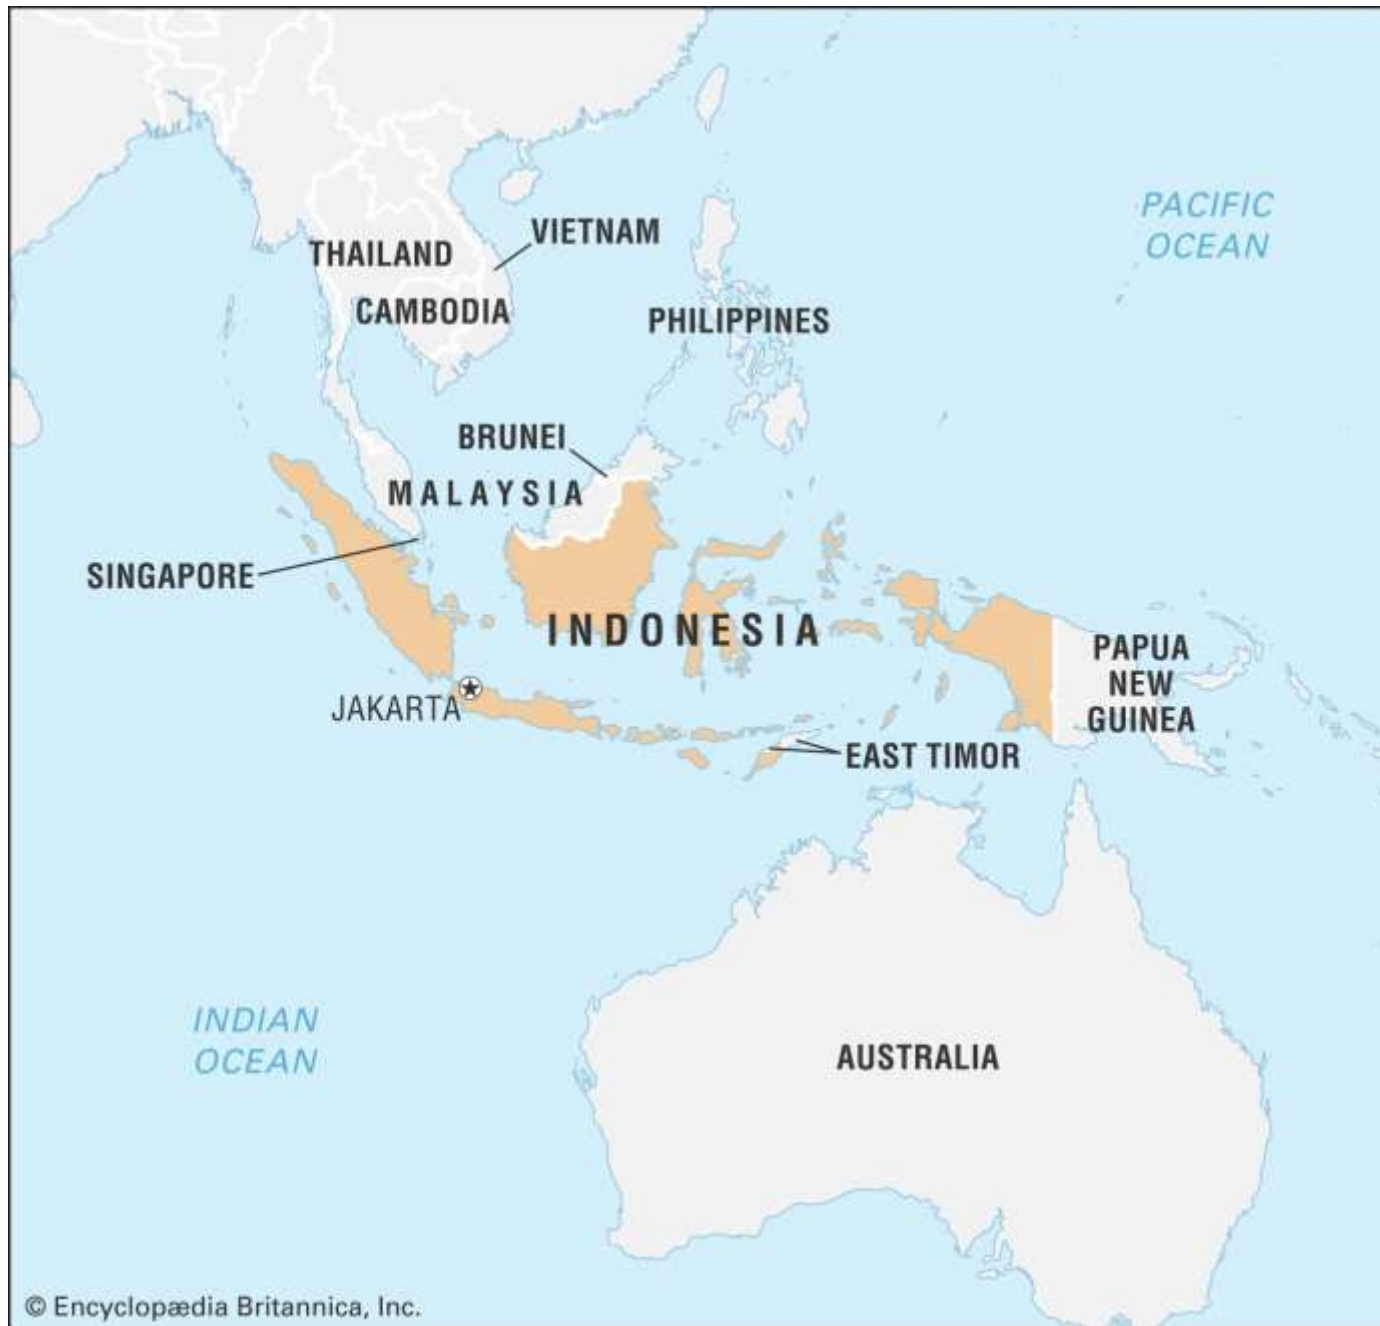 PACIFIC
OCEAN
VIETNAM
THAILAND
CAMBODIA
PHILIPPINES
BRUNEI
MALAYSIA
SINGAPORE
INDONESIA
PAPUA
NEW
GUINEA
JAKARTA
EAST TIMOR
INDIAN
OCEAN
AUSTRALIA
© Encyclopædia Britannica, Inc.